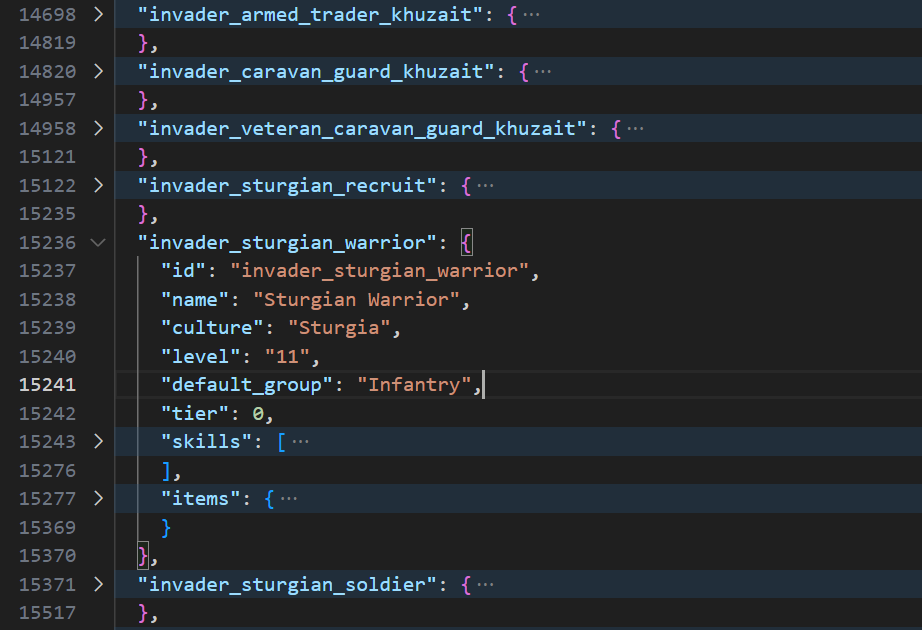 14698 > "invader_armed_trader_khuzait": {···
14819 },
14820 > "invader_caravan_guard_khuzait": {···
14957 },
14958 > "invader_veteran_caravan_guard_khuzait": {···
15121 },
15122 > "invader_sturgian_recruit": {···
15235 },
15236 "invader_sturgian_warrior": {
15237 "id": "invader_sturgian_warrior",
15238 "name": "Sturgian Warrior",
15239 "culture": "Sturgia",
15240 "level": "11",
15241 "default_group": "Infantry",
15242 "tier": 0,
15243 > "skills": [···
15276 ],
15277 > "items": {···
15369 }
15370 },
15371 > "invader_sturgian_soldier": {···
15517 },